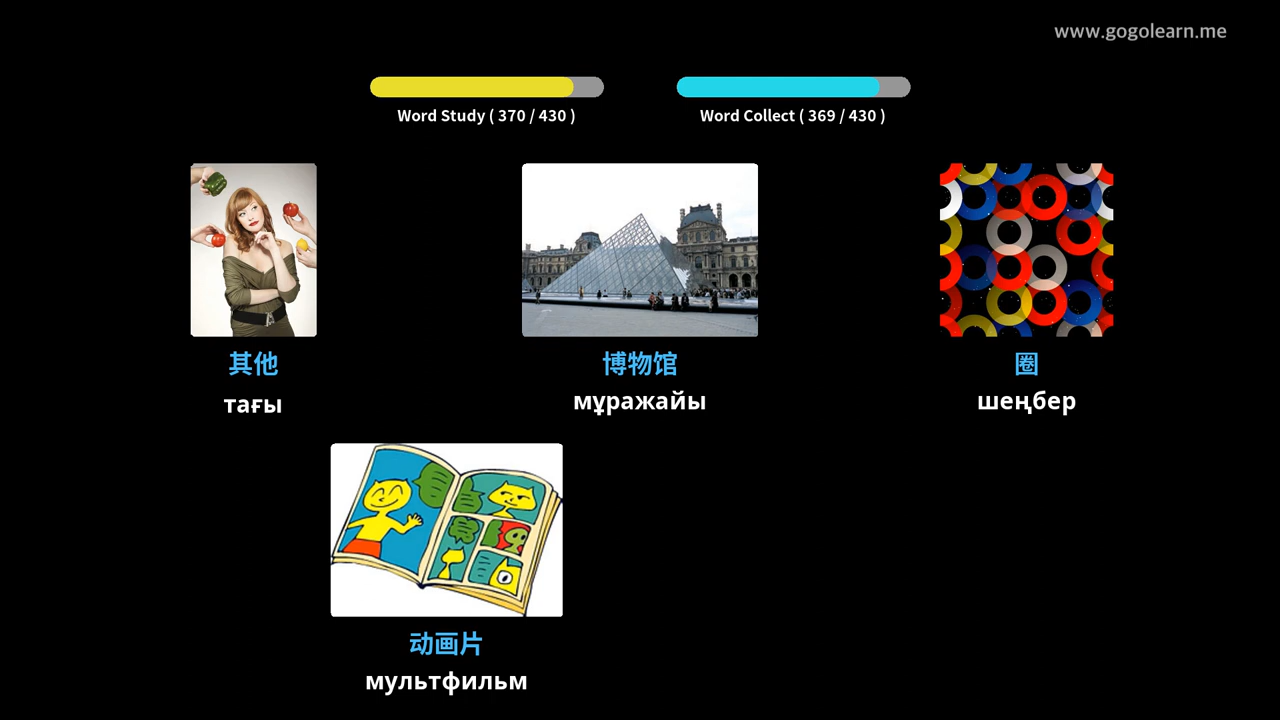 www.gogolearn.me
Word Study ( 370 / 430 )
Word Collect ( 369 / 430 )
其他
тағы
博物馆
мұражайы
圈
шеңбер
动画片
мультфильм